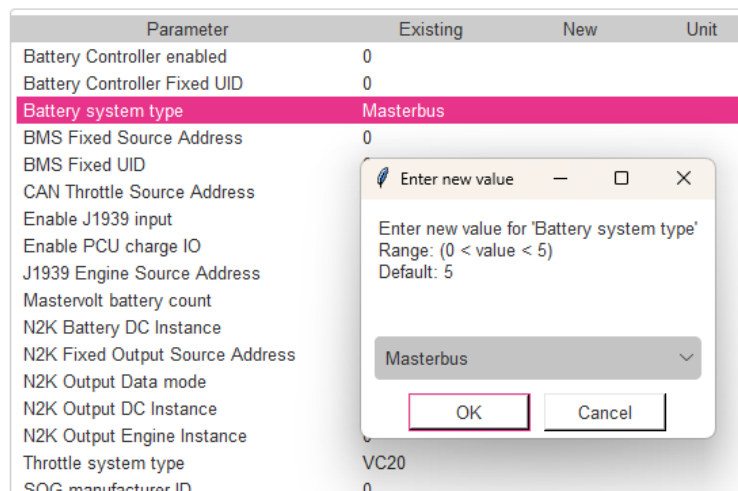 Parameter Existing New Unit
Battery Controller enabled 0
Battery Controller Fixed UID 0
Battery system type Masterbus
BMS Fixed Source Address 0
BMS Fixed UID
CAN Throttle Source Address
Enable J1939 input
Enable PCU charge IO
J1939 Engine Source Address
Mastervolt battery count
N2K Battery DC Instance
N2K Fixed Output Source Address
N2K Output Data mode
N2K Output DC Instance
N2K Output Engine Instance
Throttle system type VC20
SOG manufacturer ID 0
Enter new value
Enter new value for 'Battery system type'
Range: (0 < value < 5)
Default: 5
Masterbus
OK Cancel